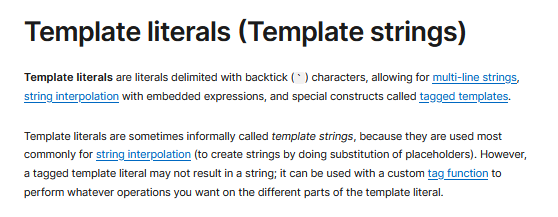 Template literals (Template strings)
Template literals are literals delimited with backtick (`) characters, allowing for multi-line strings,
string interpolation with embedded expressions, and special constructs called tagged templates.
Template literals are sometimes informally called template strings, because they are used most
commonly for string interpolation (to create strings by doing substitution of placeholders). However,
a tagged template literal may not result in a string; it can be used with a custom tag function to
perform whatever operations you want on the different parts of the template literal.